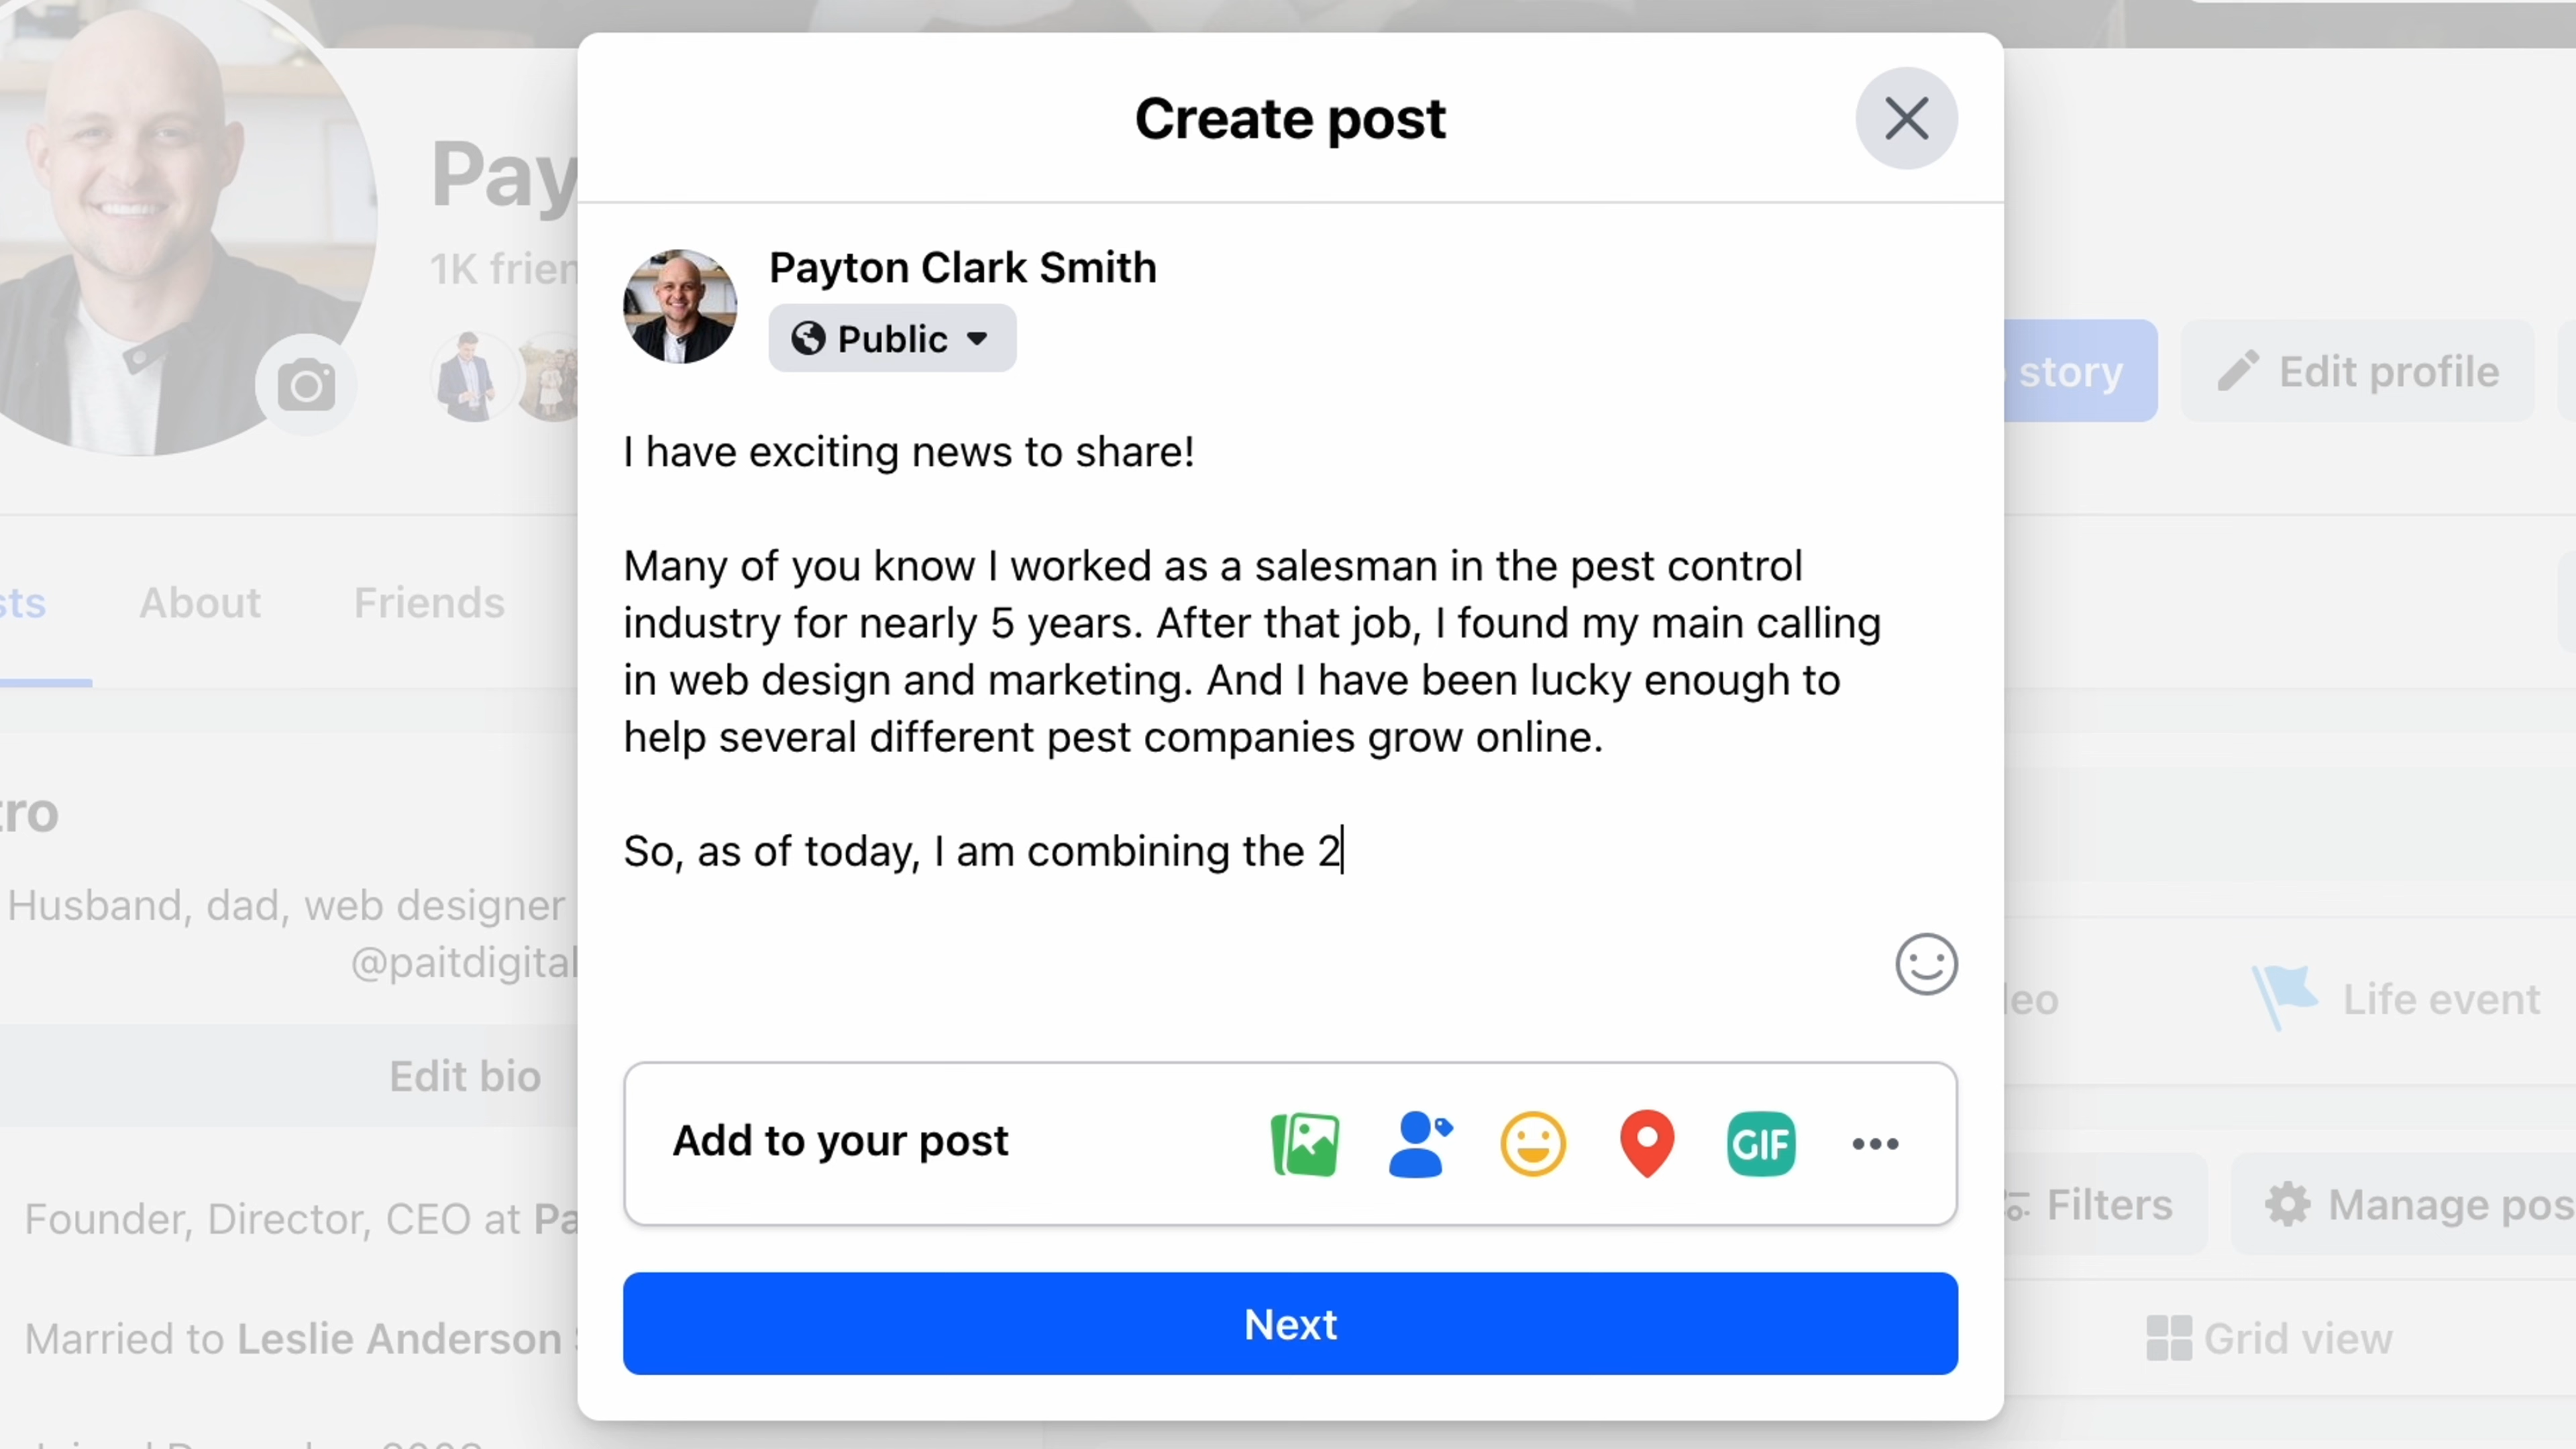 Create post
Pay
1K frien
Payton Clark Smith
Public
story
Edit profile
I have exciting news to share!
Many of you know I worked as a salesman in the pest control
industry for nearly 5 years. After that job, I found my main calling
in web design and marketing. And I have been lucky enough to
help several different pest companies grow online.
So, as of today, I am combining the 2
sts
About
Friends
tro
Husband, dad, web designer
@paitdigital
Edit bio
Founder, Director, CEO at Pa
Married to Leslie Anderson
eo
Life event
Add to your post
GIF
Filters
Manage pos
Next
Grid view